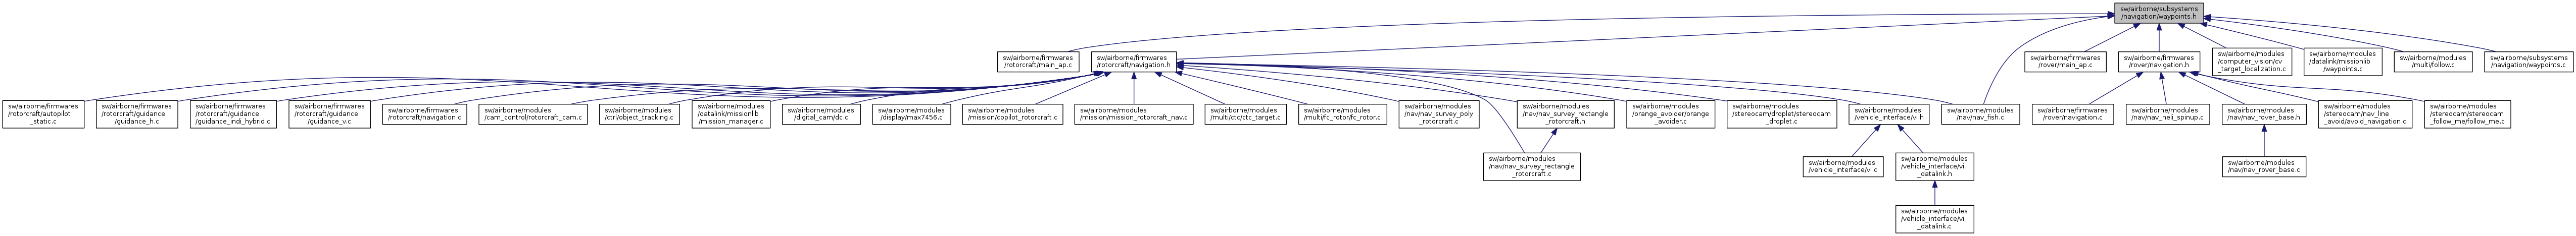 sw/airborne/subsystems
/navigation/waypoints.h
sw/airborne/firmwares
/rotorcraft/main_ap.c
sw/airborne/firmwares
/rotorcraft/navigation.h
sw/airborne/firmwares
/rover/main_ap.c
sw/airborne/firmwares
/rover/navigation.h
sw/airborne/modules
/computer_vision/cv
_target_localization.c
sw/airborne/modules
/datalink/missionlib
/waypoints.c
sw/airborne/modules
/multi/follow.c
sw/airborne/subsystems
/navigation/waypoints.c
sw/airborne/firmwares
/rotorcraft/autopilot
_static.c
sw/airborne/firmwares
/rotorcraft/guidance
/guidance_h.c
sw/airborne/firmwares
/rotorcraft/guidance
/guidance_indi_hybrid.c
sw/airborne/firmwares
/rotorcraft/guidance
/guidance_v.c
sw/airborne/firmwares
/rotorcraft/navigation.c
sw/airborne/modules
/cam_control/rotorcraft_cam.c
sw/airborne/modules
/ctrl/object_tracking.c
sw/airborne/modules
/datalink/missionlib
/mission_manager.c
sw/airborne/modules
/digital_cam/dc.c
sw/airborne/modules
/display/max7456.c
sw/airborne/modules
/mission/copilot_rotorcraft.c
sw/airborne/modules
/mission/mission_rotorcraft_nav.c
sw/airborne/modules
/multi/ctc/ctc_target.c
sw/airborne/modules
/multi/fc_rotor/fc_rotor.c
sw/airborne/modules
/nav/nav_survey_poly
_rotorcraft.c
sw/airborne/modules
/nav/nav_survey_rectangle
_rotorcraft.h
sw/airborne/modules
/orange_avoider/orange
_avoider.c
sw/airborne/modules
/stereocam/droplet/stereocam
_droplet.c
sw/airborne/modules
/vehicle_interface/vi.h
sw/airborne/modules
/nav/nav_fish.c
sw/airborne/firmwares
/rover/navigation.c
sw/airborne/modules
/nav/nav_heli_spinup.c
sw/airborne/modules
/nav/nav_rover_base.h
sw/airborne/modules
/stereocam/nav_line
_avoid/avoid_navigation.c
sw/airborne/modules
/stereocam/stereocam
_follow_me/follow_me.c
sw/airborne/modules
/nav/nav_survey_rectangle
_rotorcraft.c
sw/airborne/modules
/vehicle_interface/vi.c
sw/airborne/modules
/vehicle_interface/vi
_datalink.h
sw/airborne/modules
/nav/nav_rover_base.c
sw/airborne/modules
/vehicle_interface/vi
_datalink.c